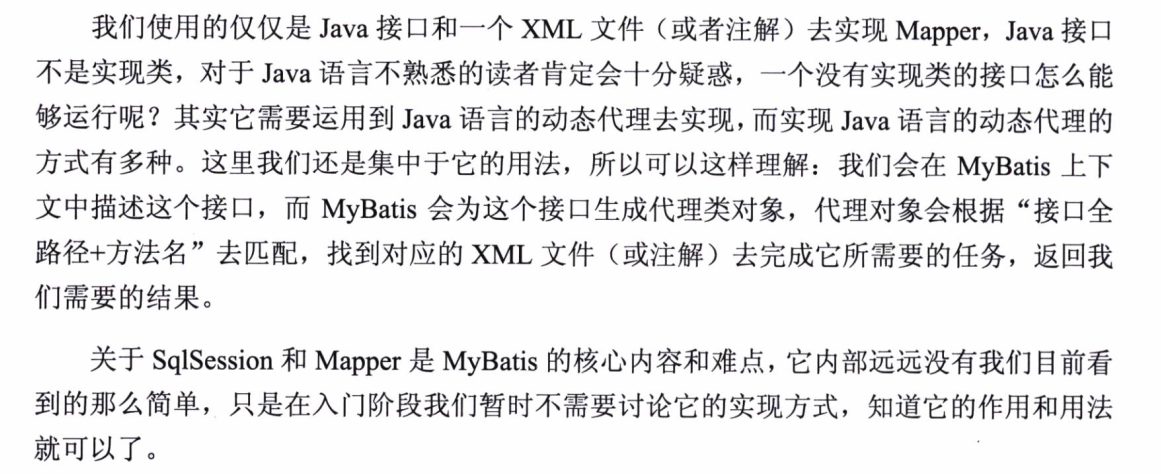 我们使用的仅仅是 Java 接口和一个 XML 文件（或者注解）去实现 Mapper，Java 接口
不是实现类，对于 Java 语言不熟悉的读者肯定会十分疑惑，一个没有实现类的接口怎么能
够运行呢？其实它需要运用到 Java 语言的动态代理去实现，而实现 Java 语言的动态代理的
方式有多种。这里我们还是集中于它的用法，所以可以这样理解：我们会在 MyBatis 上下
文中描述这个接口，而 MyBatis 会为这个接口生成代理类对象，代理对象会根据“接口全
路径+方法名”去匹配，找到对应的 XML 文件（或注解）去完成它所需要的任务，返回我
们需要的结果。
关于 SqlSession 和 Mapper 是 MyBatis 的核心内容和难点，它内部远远没有我们目前看
到的那么简单，只是在入门阶段我们暂时不需要讨论它的实现方式，知道它的作用和用法
就可以了。